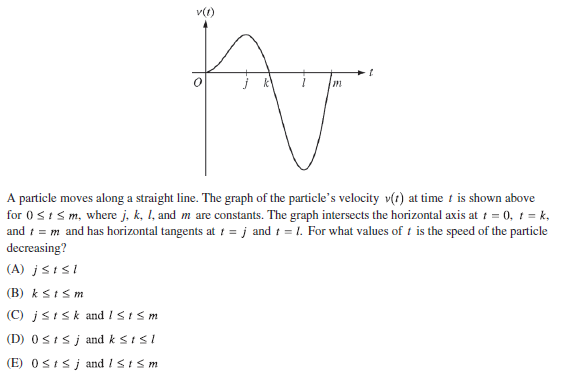 v(t)
O j k l m t
A particle moves along a straight line. The graph of the particle's velocity v(t) at time t is shown above
for 0 ≤ t ≤ m, where j, k, l, and m are constants. The graph intersects the horizontal axis at t = 0, t = k,
and t = m and has horizontal tangents at t = j and t = l. For what values of t is the speed of the particle
decreasing?
(A) j ≤ t ≤ l
(B) k ≤ t ≤ m
(C) j ≤ t ≤ k and l ≤ t ≤ m
(D) 0 ≤ t ≤ j and k ≤ t ≤ l
(E) 0 ≤ t ≤ j and l ≤ t ≤ m